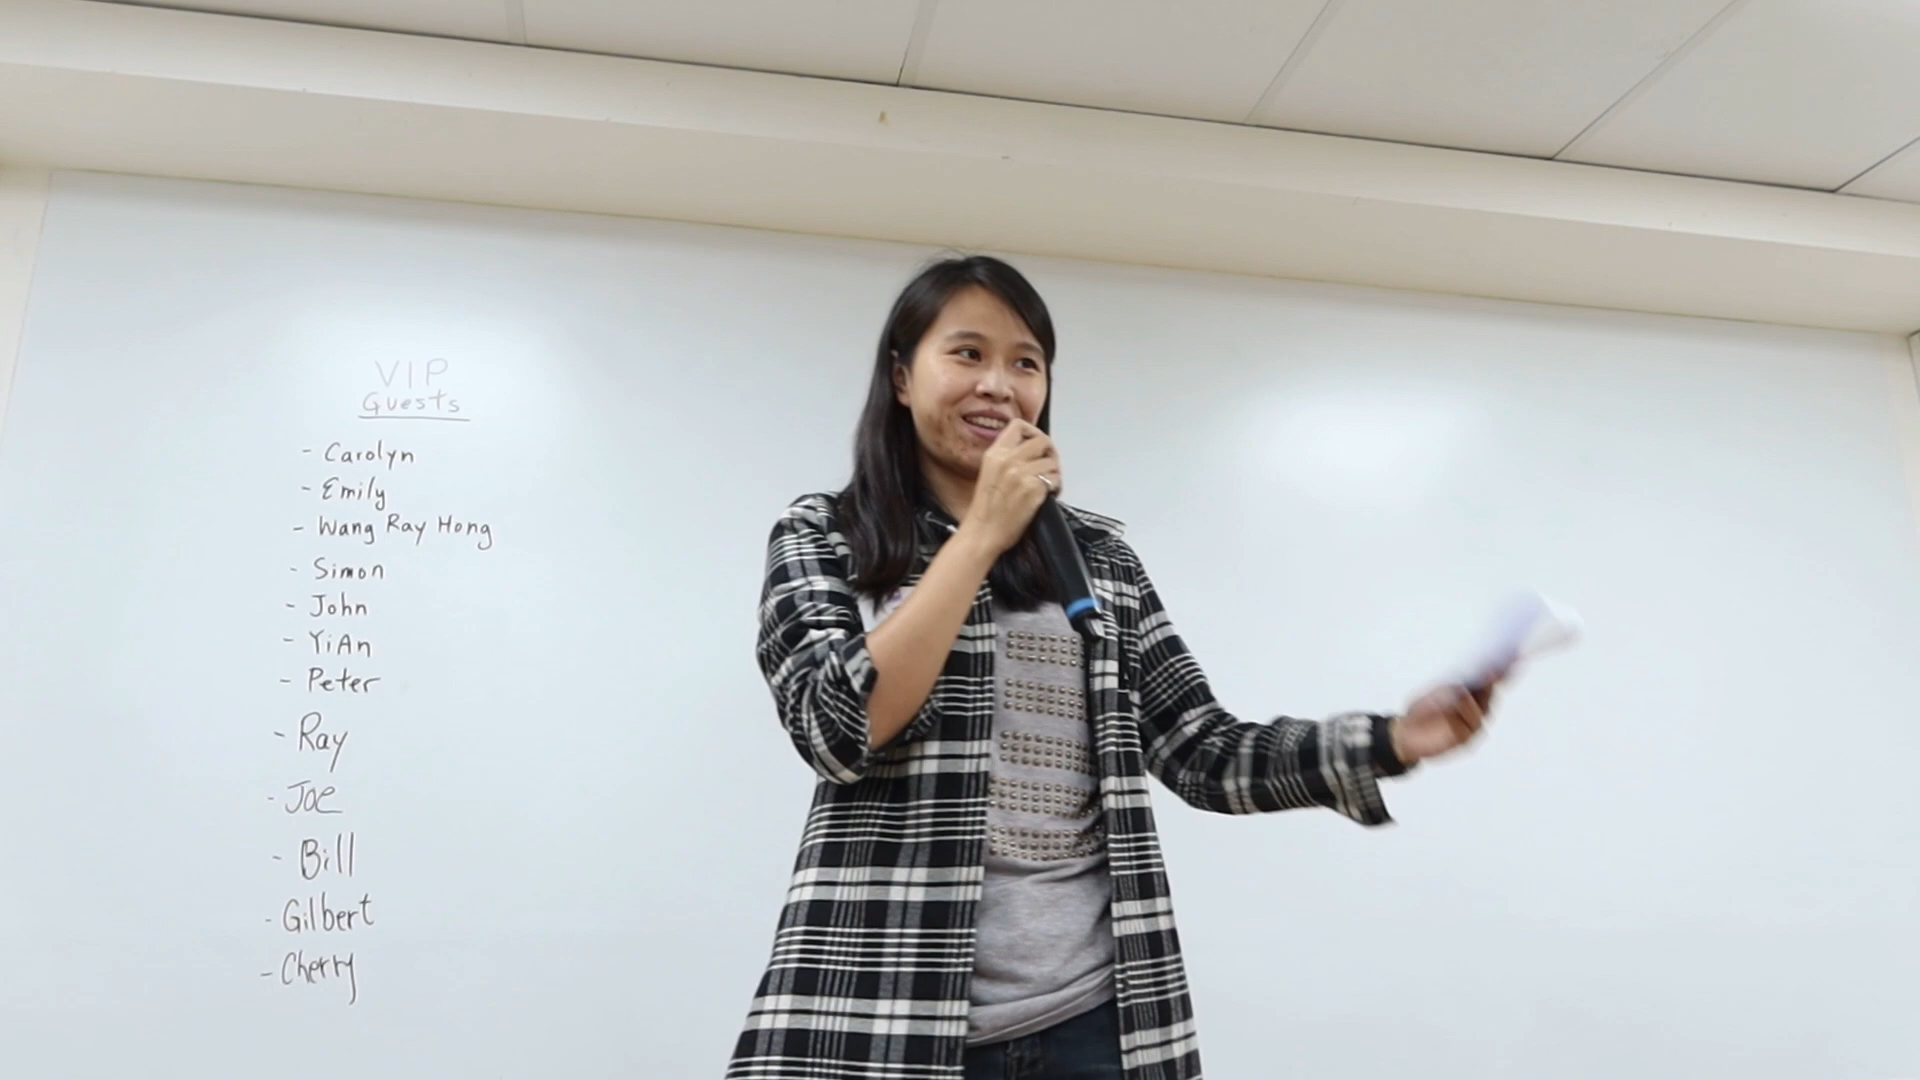 VIP
Guests
- Carolyn
- Emily
- Wang Ray Hong
- Simon
- John
- YiAn
- Peter
- Ray
- Joe
- Bill
- Gilbert
- Cherry